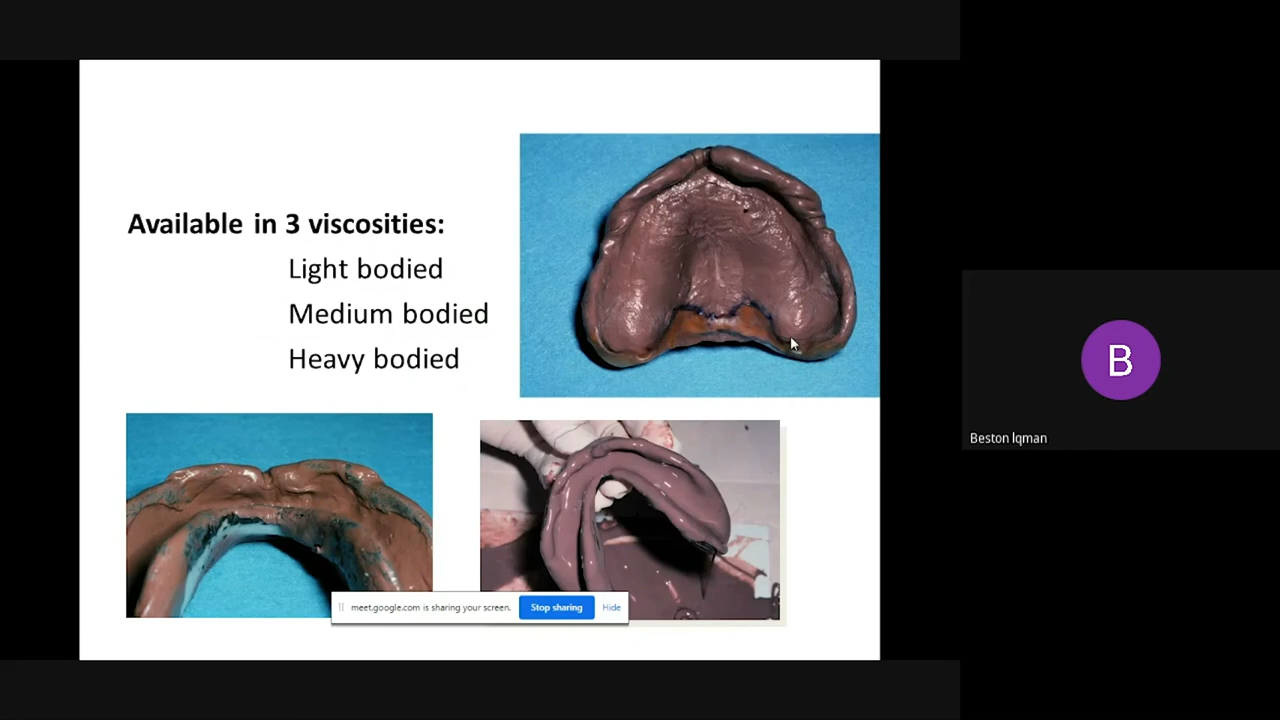 Available in 3 viscosities:
Light bodied
Medium bodied
Heavy bodied
meet.google.com is sharing your screen.
Stop sharing
Hide
B
Beston lqman